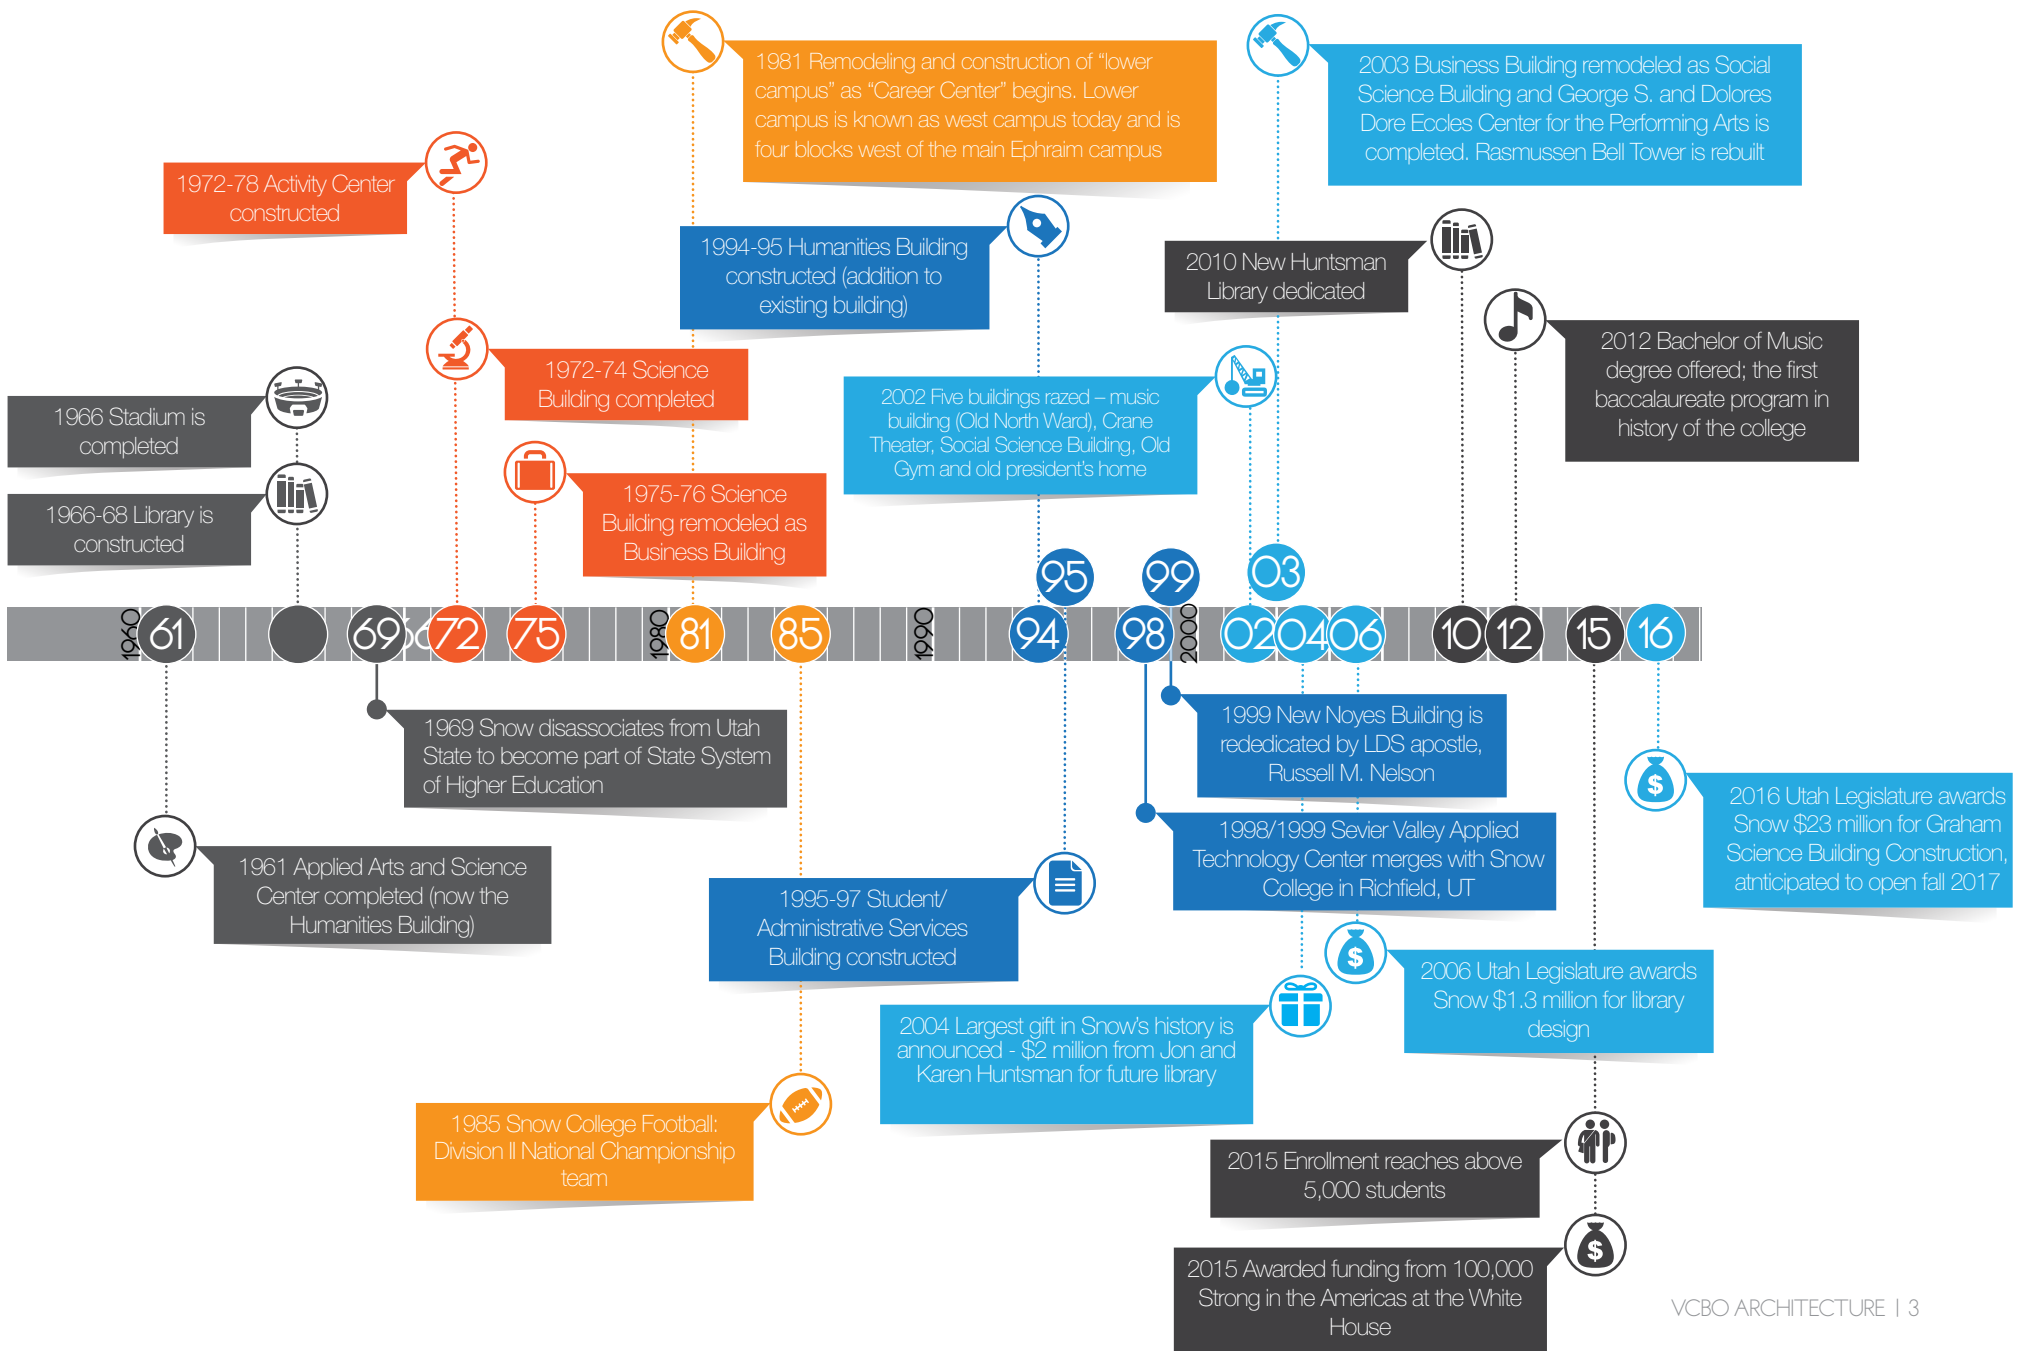 1981 Remodeling and construction of “lower
campus” as “Career Center” begins. Lower
campus is known as west campus today and is
four blocks west of the main Ephraim campus
2003 Business Building remodeled as Social
Science Building and George S. and Dolores
Dore Eccles Center for the Performing Arts is
completed. Rasmussen Bell Tower is rebuilt
1972-78 Activity Center
constructed
1994-95 Humanities Building
constructed (addition to
existing building)
2010 New Huntsman
Library dedicated
2012 Bachelor of Music
degree offered; the first
baccalaureate program in
history of the college
1972-74 Science
Building completed
2002 Five buildings razed – music
building (Old North Ward), Crane
Theater, Social Science Building, Old
Gym and old president's home
1966 Stadium is
completed
1966-68 Library is
constructed
1975-76 Science
Building remodeled as
Business Building
95
99
03
1960
61
69
66
72
75
1980
81
85
1990
94
98
2000
02
04
06
10
12
15
16
1969 Snow disassociates from Utah
State to become part of State System
of Higher Education
1999 New Noyes Building is
rededicated by LDS apostle,
Russell M. Nelson
1998/1999 Sevier Valley Applied
Technology Center merges with Snow
College in Richfield, UT
2016 Utah Legislature awards
Snow $23 million for Graham
Science Building Construction,
atnticipated to open fall 2017
1961 Applied Arts and Science
Center completed (now the
Humanities Building)
1995-97 Student/
Administrative Services
Building constructed
2006 Utah Legislature awards
Snow $1.3 million for library
design
2004 Largest gift in Snow's history is
announced - $2 million from Jon and
Karen Huntsman for future library
1985 Snow College Football:
Division II National Championship
team
2015 Enrollment reaches above
5,000 students
2015 Awarded funding from 100,000
Strong in the Americas at the White
House
VCBO ARCHITECTURE | 3